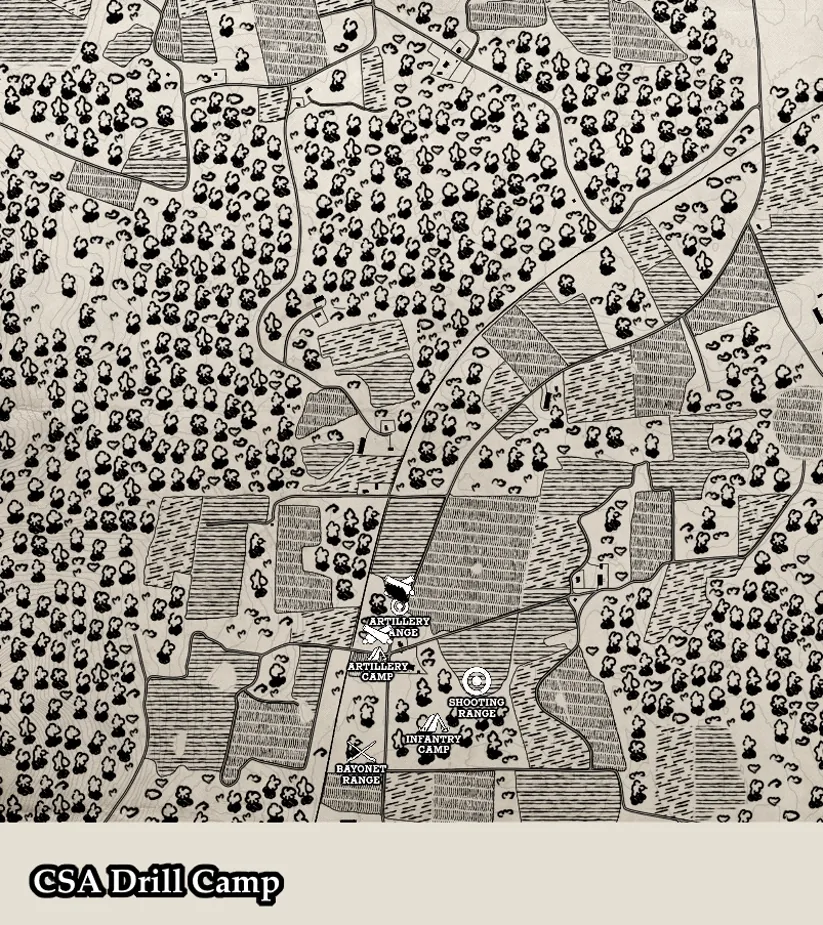 ARTILLERY
RANGE
ARTILLERY
CAMP
SHOOTING
RANGE
INFANTRY
CAMP
BAYONET
RANGE
CSA Drill Camp